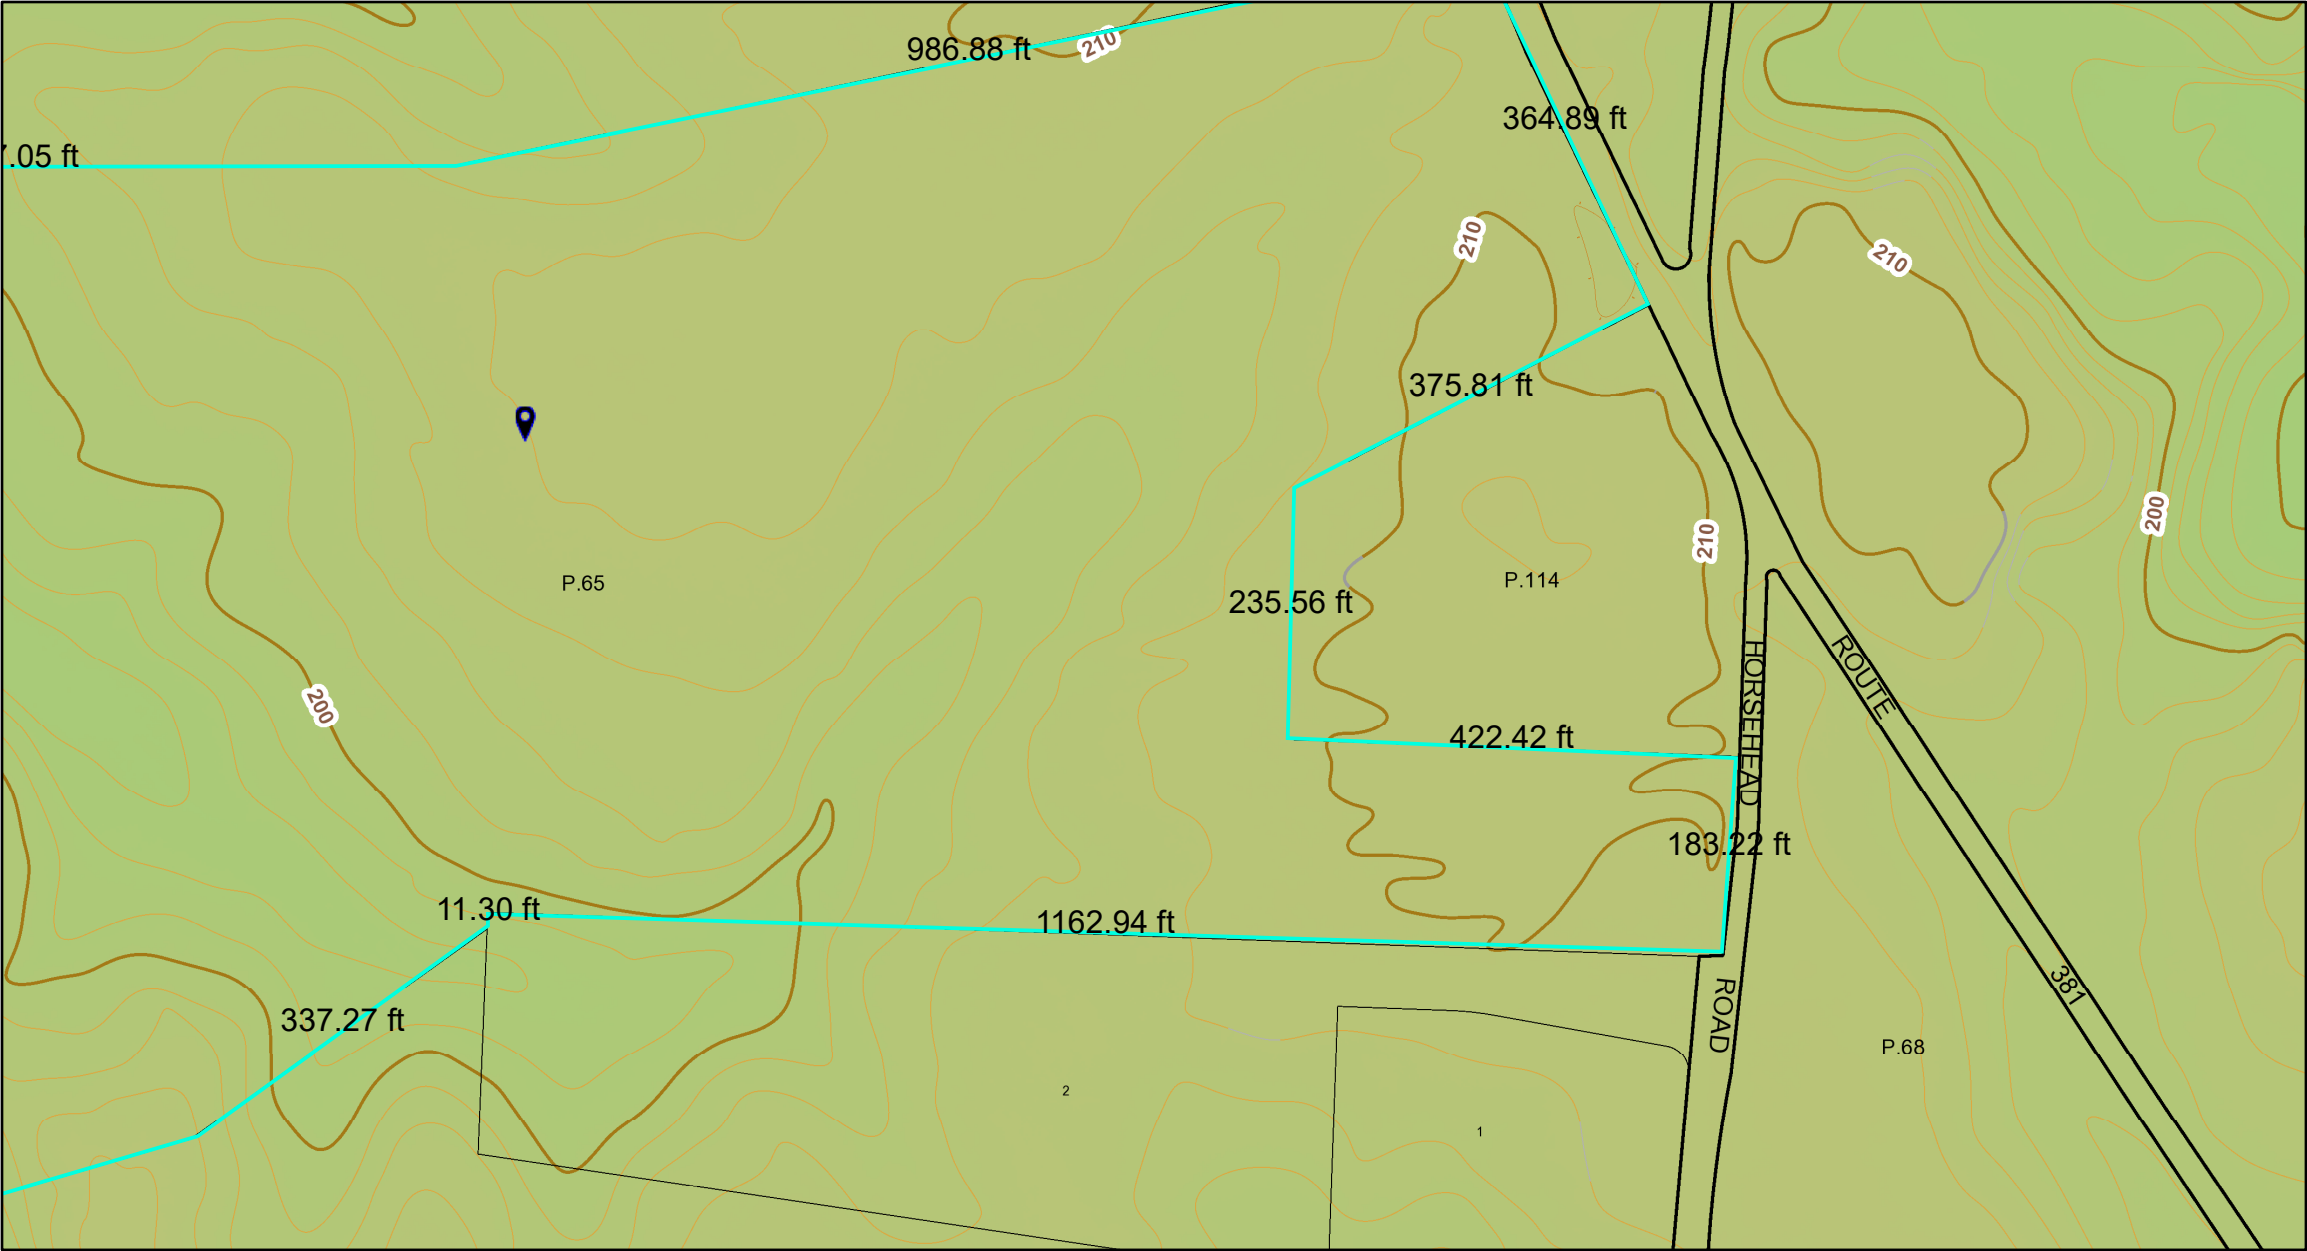 986.88 ft
210
364.89 ft
7.05 ft
210
210
375.81 ft
200
210
P.65
P.114
235.56 ft
HORSEHEAD
ROUTE
200
422.42 ft
183.22 ft
11.30 ft
1162.94 ft
381
337.27 ft
ROAD
P.68
2
1